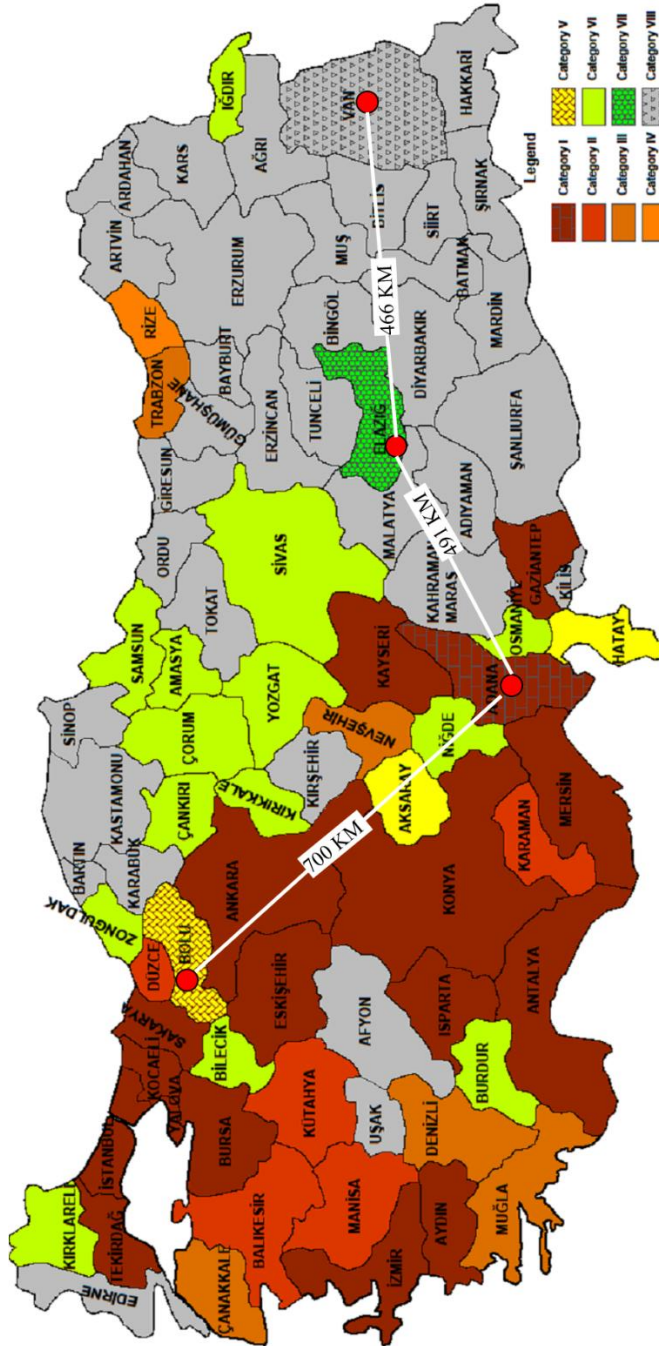 KIRKLARELİ
SİNOP
BARTIN
KASTAMONU
ZONGULDAK
KARABÜK
SAMSUN
ARTVİN
ARDAHAN
EDİRNE
TEKİRDAĞ
İSTANBUL
KOCAELİ
YALOVA
SAKARYA
DÜZCE
BOLU
ÇANKIRI
ÇORUM
AMASYA
ORDU
GİRESUN
TRABZON
RİZE
KARS
TOKAT
GÜMÜŞHANE
BAYBURT
ERZURUM
IĞDIR
AĞRI
ÇANAKKALE
BURSA
BİLECİK
ANKARA
KIRIKKALE
YOZGAT
SİVAS
ERZİNCAN
BALIKESİR
KÜTAHYA
ESKİŞEHİR
KIRŞEHİR
TUNCELİ
BİNGÖL
MUŞ
VAN
MANİSA
UŞAK
AFYON
700 KM
NEVŞEHİR
KAYSERİ
MALATYA
ELAZIĞ
466 KM
BİTLİS
İZMİR
AYDIN
DENİZLİ
ISPARTA
KONYA
AKSARAY
NİĞDE
KAHRAMAN
MARAŞ
491 KM
ADIYAMAN
DİYARBAKIR
BATMAN
SİİRT
ŞIRNAK
HAKKARİ
MUĞLA
BURDUR
ANTALYA
KARAMAN
MERSİN
ADANA
OSMANİYE
GAZİANTEP
KİLİS
ŞANLIURFA
MARDİN
HATAY
Legend
Category I Category V
Category II Category VI
Category III Category VII
Category IV Category VIII